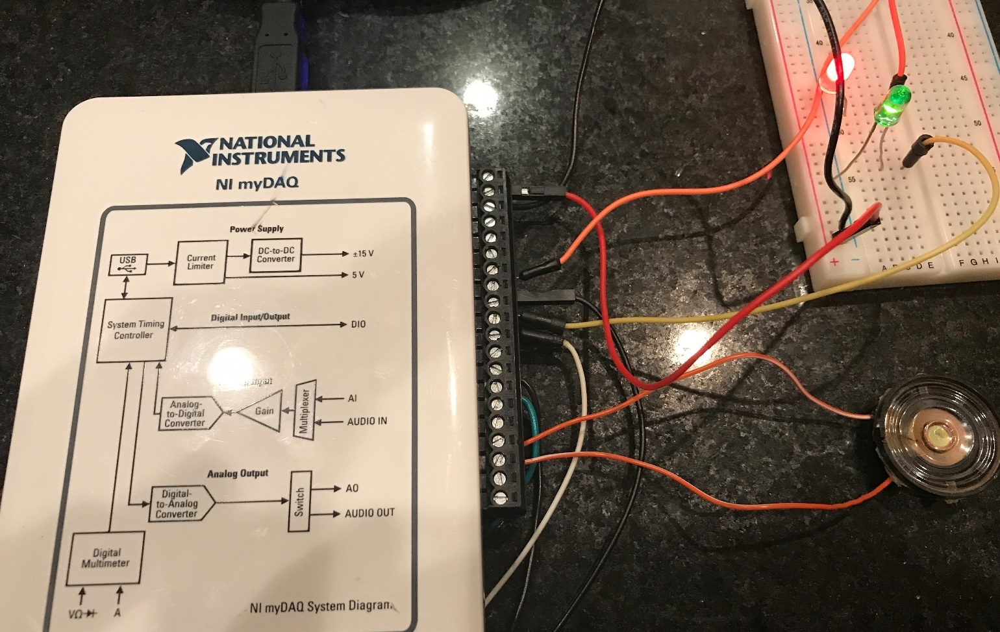 NATIONAL
INSTRUMENTS
NI myDAQ
Power Supply
USB
Current
Limiter
DC-to-DC
Converter
±15 V
5 V
System Timing
Controller
Digital Input/Output
DIO
Analog-
to-Digital
Converter
Gain
Multiplexer
AI
AUDIO IN
Analog Output
Digital-
to-Analog
Converter
Switch
AO
AUDIO OUT
Digital
Multimeter
VΩ
A
NI myDAQ System Diagram
40
40
45
50
55
+ −
A B C D E
F G H I